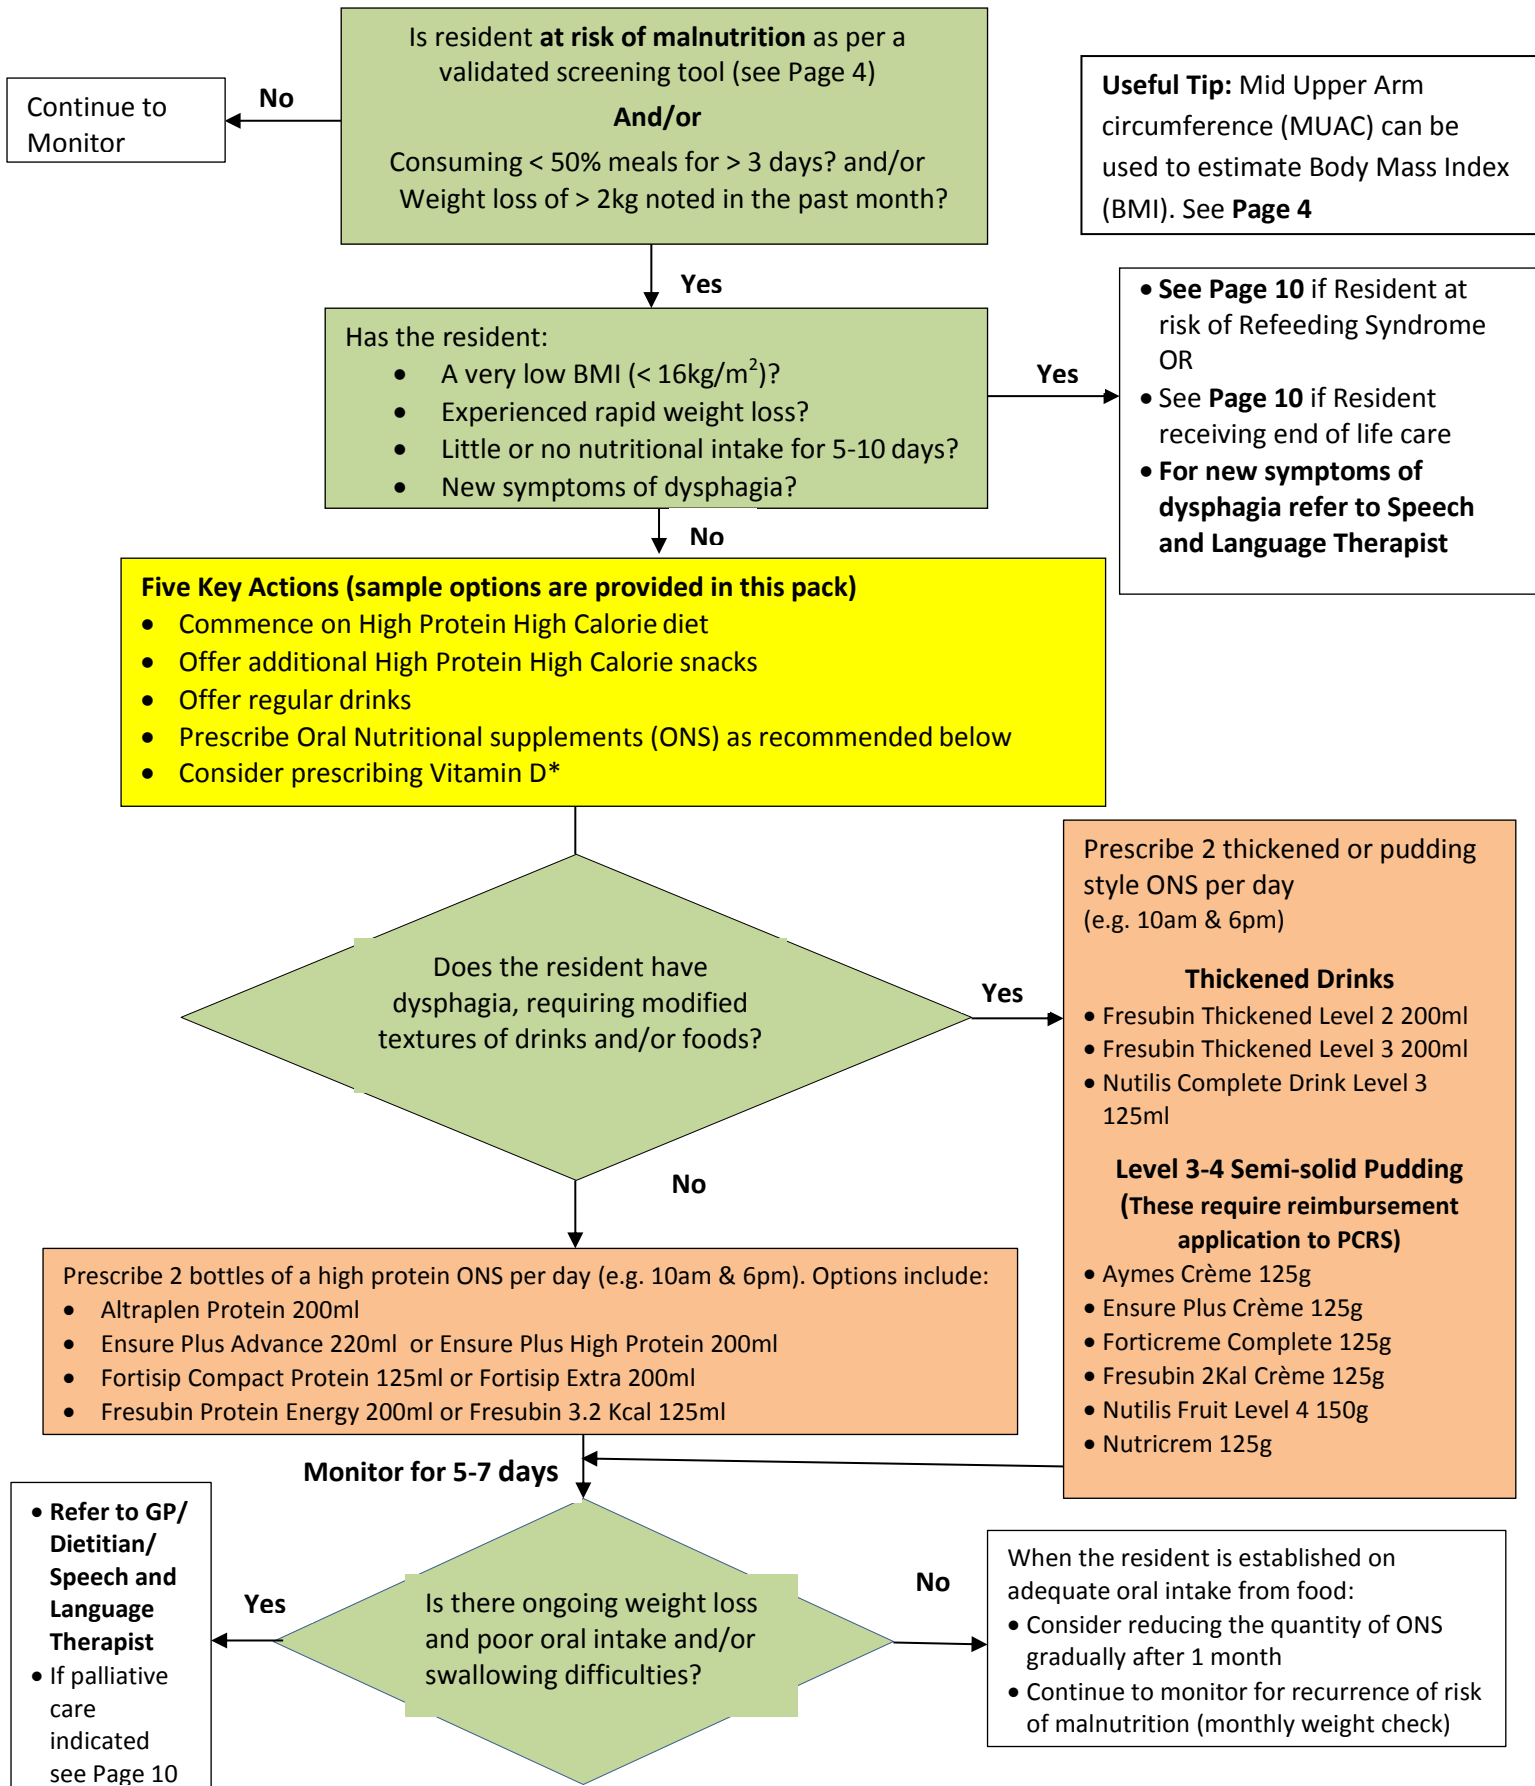 Is resident at risk of malnutrition as per a
validated screening tool (see Page 4)
And/or
Consuming < 50% meals for > 3 days? and/or
Weight loss of > 2kg noted in the past month?
No
Continue to
Monitor
Useful Tip: Mid Upper Arm
circumference (MUAC) can be
used to estimate Body Mass Index
(BMI). See Page 4
Yes
Has the resident:
• A very low BMI (< 16kg/m²)?
• Experienced rapid weight loss?
• Little or no nutritional intake for 5-10 days?
• New symptoms of dysphagia?
Yes
• See Page 10 if Resident at
risk of Refeeding Syndrome
OR
• See Page 10 if Resident
receiving end of life care
• For new symptoms of
dysphagia refer to Speech
and Language Therapist
No
Five Key Actions (sample options are provided in this pack)
• Commence on High Protein High Calorie diet
• Offer additional High Protein High Calorie snacks
• Offer regular drinks
• Prescribe Oral Nutritional supplements (ONS) as recommended below
• Consider prescribing Vitamin D*
Does the resident have
dysphagia, requiring modified
textures of drinks and/or foods?
Yes
Prescribe 2 thickened or pudding
style ONS per day
(e.g. 10am & 6pm)
Thickened Drinks
• Fresubin Thickened Level 2 200ml
• Fresubin Thickened Level 3 200ml
• Nutilis Complete Drink Level 3
125ml
Level 3-4 Semi-solid Pudding
(These require reimbursement
application to PCRS)
• Aymes Crème 125g
• Ensure Plus Crème 125g
• Forticreme Complete 125g
• Fresubin 2Kal Crème 125g
• Nutilis Fruit Level 4 150g
• Nutricrem 125g
No
Prescribe 2 bottles of a high protein ONS per day (e.g. 10am & 6pm). Options include:
• Altraplen Protein 200ml
• Ensure Plus Advance 220ml or Ensure Plus High Protein 200ml
• Fortisip Compact Protein 125ml or Fortisip Extra 200ml
• Fresubin Protein Energy 200ml or Fresubin 3.2 Kcal 125ml
Monitor for 5-7 days
Is there ongoing weight loss
and poor oral intake and/or
swallowing difficulties?
Yes
• Refer to GP/
Dietitian/
Speech and
Language
Therapist
• If palliative
care
indicated
see Page 10
No
When the resident is established on
adequate oral intake from food:
• Consider reducing the quantity of ONS
gradually after 1 month
• Continue to monitor for recurrence of risk
of malnutrition (monthly weight check)